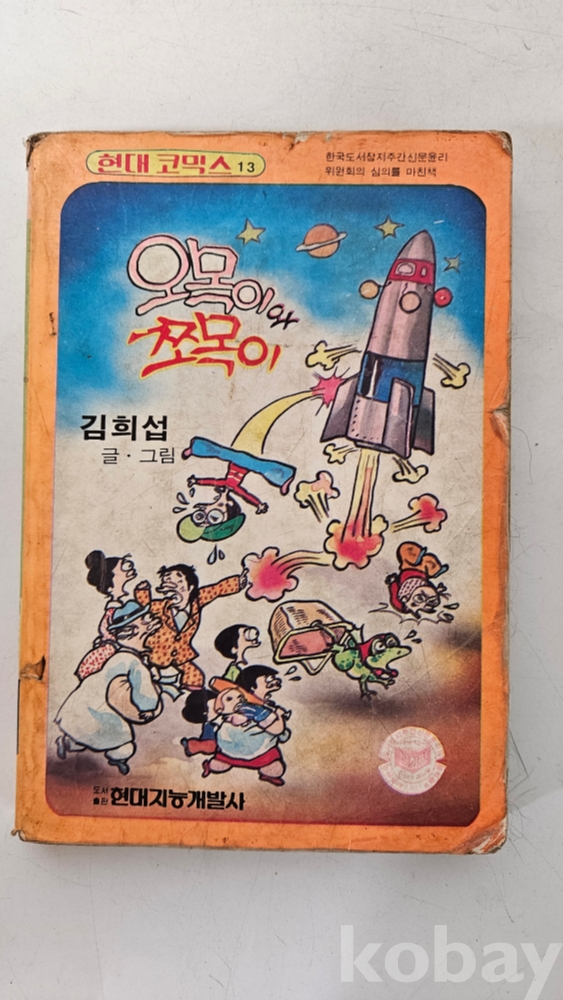 현대 코믹스 13
한국도서잡지주간신문윤리
위원회의 심의를 마친책
오목이와
쪼목이
김희섭
글·그림
도서
출판 현대지능개발사
kobay